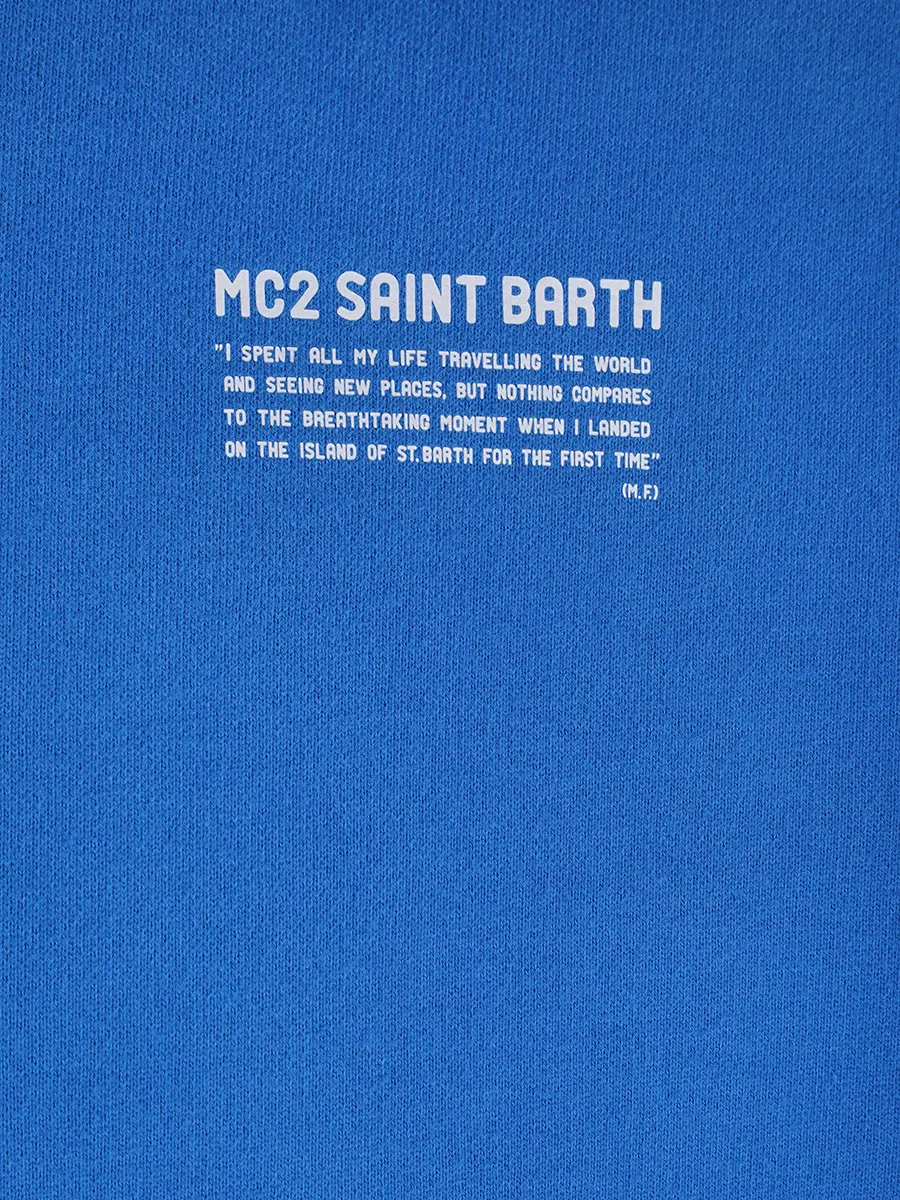 MC2 SAINT BARTH
"I SPENT ALL MY LIFE TRAVELLING THE WORLD
AND SEEING NEW PLACES, BUT NOTHING COMPARES
TO THE BREATHTAKING MOMENT WHEN I LANDED
ON THE ISLAND OF ST.BARTH FOR THE FIRST TIME"
(M.F.)